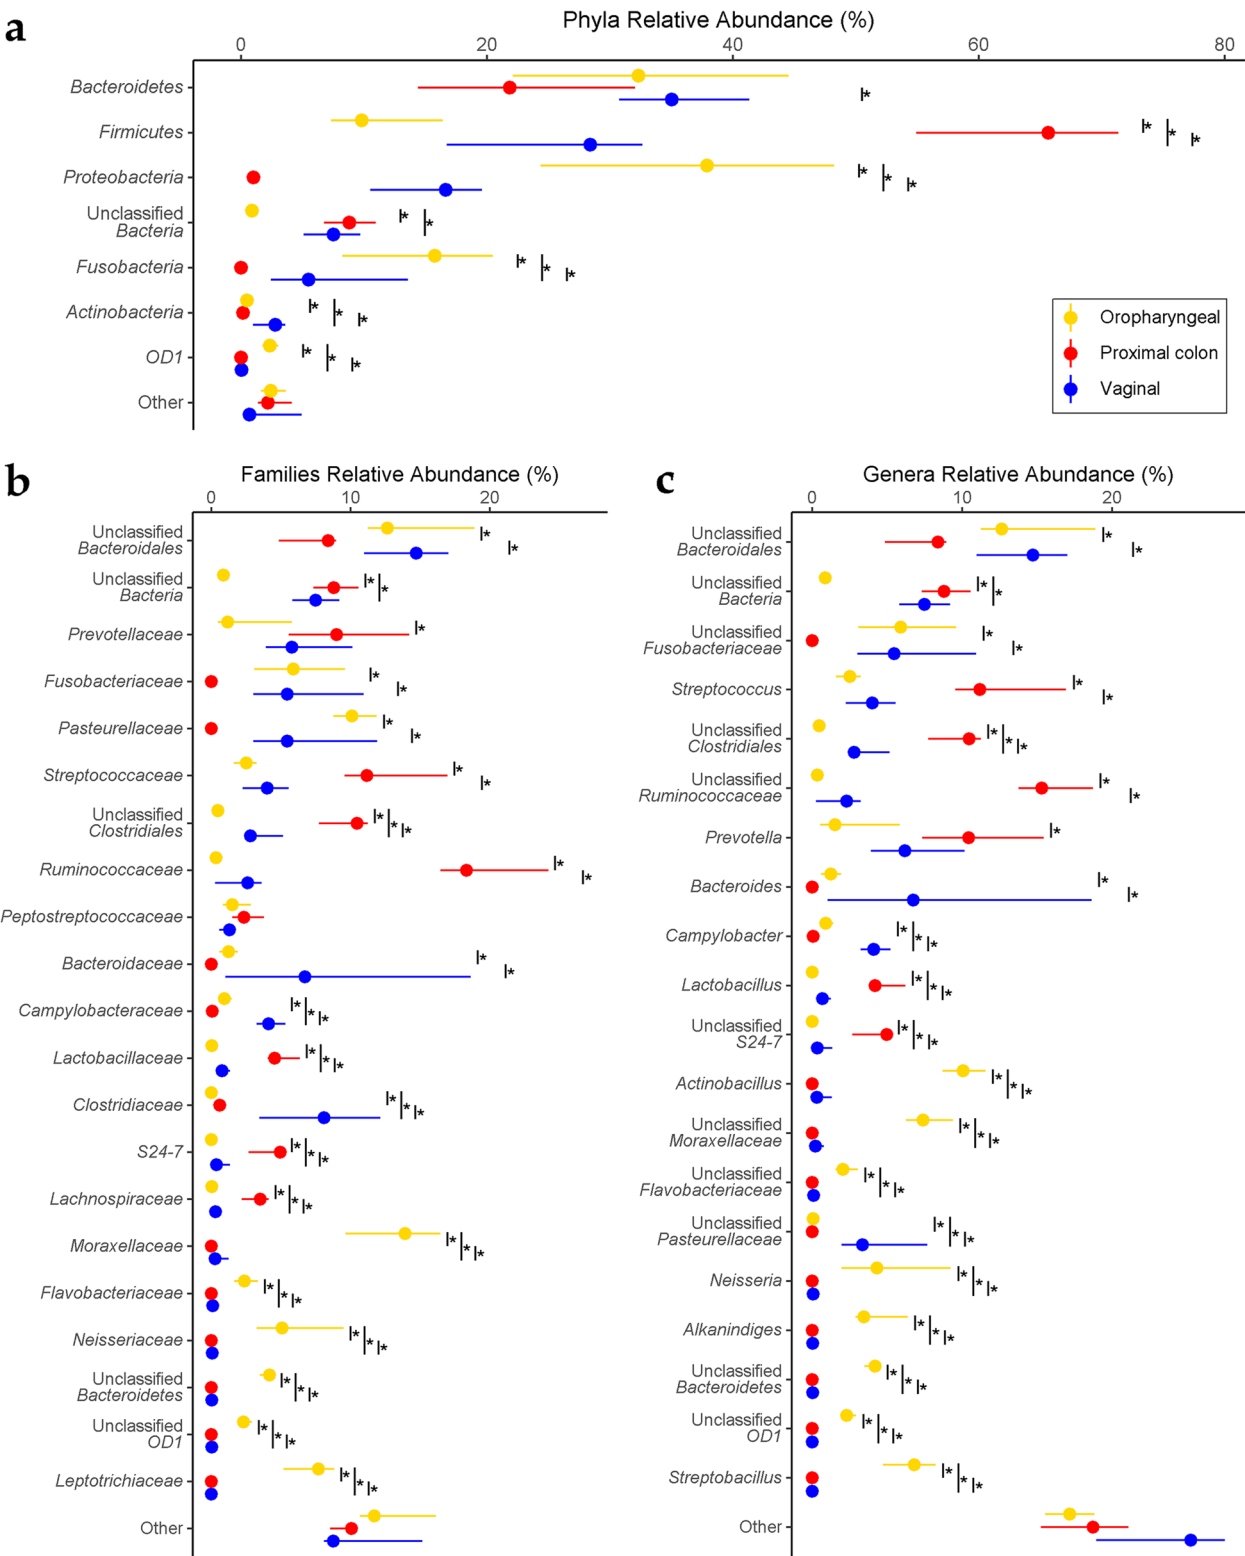 a
Phyla Relative Abundance (%)
0 20 40 60 80
Bacteroidetes
*
Firmicutes
* * *
Proteobacteria
* * *
Unclassified
Bacteria
* *
Fusobacteria
* * *
Actinobacteria
* * *
OD1
* * *
Other
Oropharyngeal
Proximal colon
Vaginal
b
Families Relative Abundance (%)
0 10 20
Unclassified
Bacteroidales
* *
Unclassified
Bacteria
* *
Prevotellaceae
*
Fusobacteriaceae
* *
Pasteurellaceae
* *
Streptococcaceae
* *
Unclassified
Clostridiales
* * *
Ruminococcaceae
* *
Peptostreptococcaceae
Bacteroidaceae
* *
Campylobacteraceae
* * *
Lactobacillaceae
* * *
Clostridiaceae
* * *
S24-7
* * *
Lachnospiraceae
* * *
Moraxellaceae
* * *
Flavobacteriaceae
* * *
Neisseriaceae
* * *
Unclassified
Bacteroidetes
* * *
Unclassified
OD1
* * *
Leptotrichiaceae
* * *
Other
c
Genera Relative Abundance (%)
0 10 20
Unclassified
Bacteroidales
* *
Unclassified
Bacteria
* *
Unclassified
Fusobacteriaceae
* *
Streptococcus
* *
Unclassified
Clostridiales
* * *
Unclassified
Ruminococcaceae
* *
Prevotella
*
Bacteroides
* *
Campylobacter
* * *
Lactobacillus
* * *
Unclassified
S24-7
* * *
Actinobacillus
* * *
Unclassified
Moraxellaceae
* * *
Unclassified
Flavobacteriaceae
* * *
Unclassified
Pasteurellaceae
* * *
Neisseria
* * *
Alkanindiges
* * *
Unclassified
Bacteroidetes
* * *
Unclassified
OD1
* * *
Streptobacillus
* * *
Other